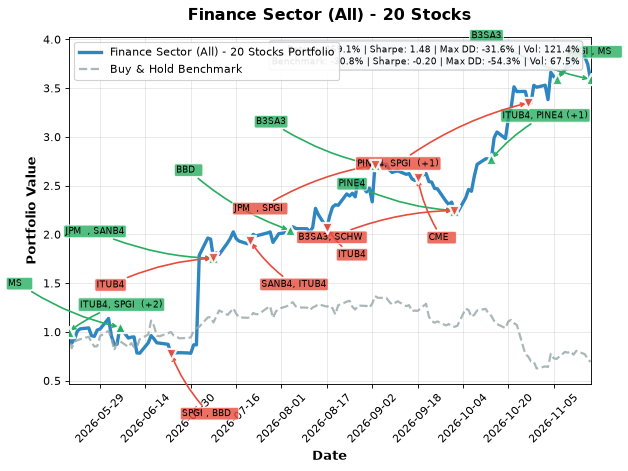 Finance Sector (All) - 20 Stocks
B3SA3
Finance Sector (All) - 20 Stocks Portfolio
Buy & Hold Benchmark
9.1% | Sharpe: 1.48 | Max DD: -31.6% | Vol: 121.4%
0.8% | Sharpe: -0.20 | Max DD: -54.3% | Vol: 67.5%
, MS
ITUB4, PINE4 (+1)
B3SA3
PINE4, SPGI (+1)
BBD
PINE4
JPM , SPGI
JPM , SANB4
B3SA3, SCHW
CME
ITUB4
ITUB4
SANB4, ITUB4
MS
ITUB4, SPGI (+2)
SPGI , BBD
Portfolio Value
4.0
3.5
3.0
2.5
2.0
1.5
1.0
0.5
2026-05-29
2026-06-14
2026-06-30
2026-07-16
2026-08-01
2026-08-17
2026-09-02
2026-09-18
2026-10-04
2026-10-20
2026-11-05
Date